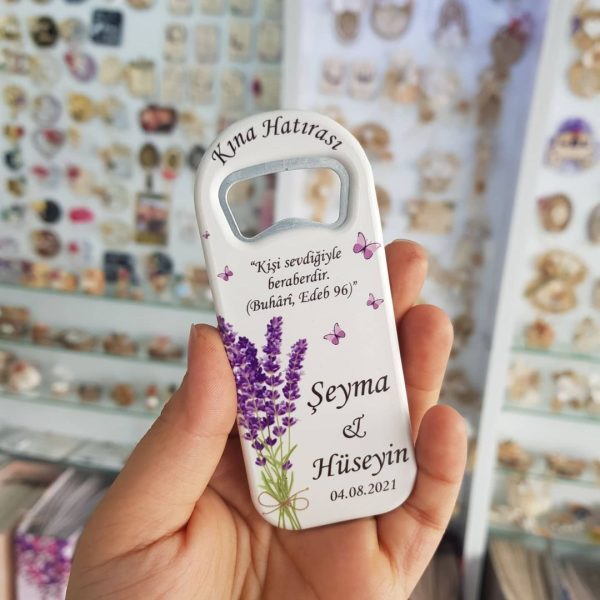 Kına Hatırası
“Kişi sevdiğiyle
beraberdir.
(Buhârî, Edeb 96)”
Şeyma
&
Hüseyin
04.08.2021